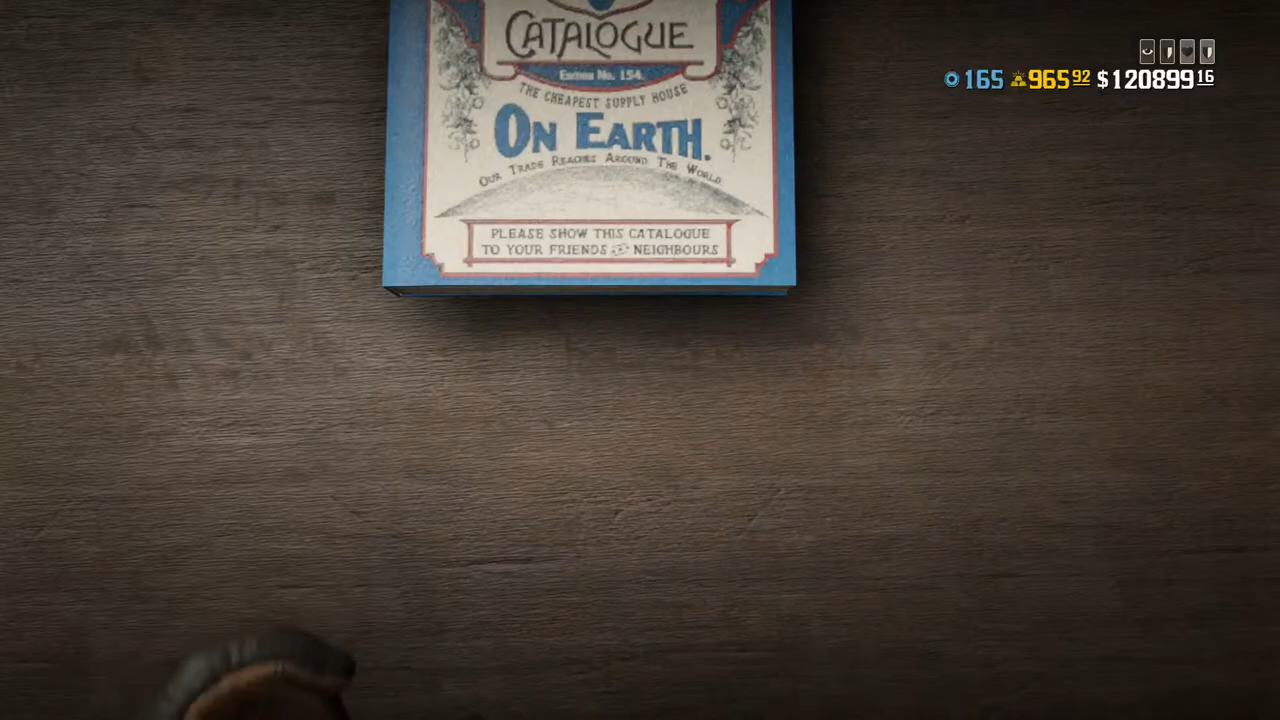 CATALOGUE
EDITION No. 154.
THE CHEAPEST SUPPLY HOUSE
ON EARTH.
OUR TRADE REACHES AROUND THE WORLD
PLEASE SHOW THIS CATALOGUE
TO YOUR FRIENDS & NEIGHBOURS
165 965 92 $120899 16